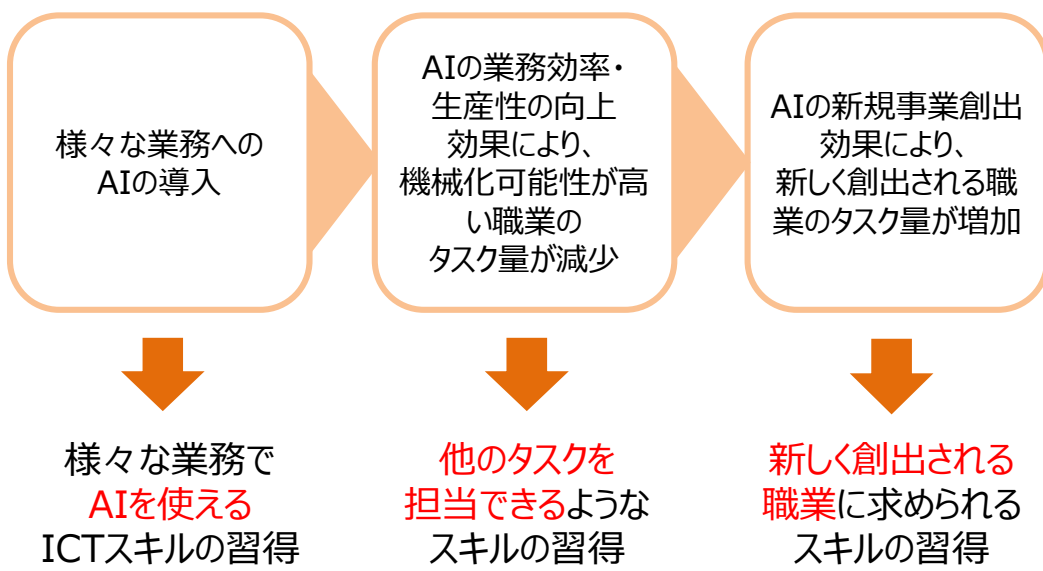 様々な業務への
AIの導入
AIの業務効率・
生産性の向上
効果により、
機械化可能性が高
い職業の
タスク量が減少
AIの新規事業創出
効果により、
新しく創出される職
業のタスク量が増加
様々な業務で
AIを使える
ICTスキルの習得
他のタスクを
担当できるような
スキルの習得
新しく創出される
職業に求められる
スキルの習得